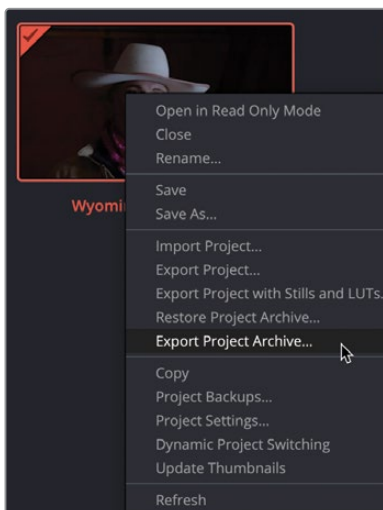 Wyomi
Open in Read Only Mode
Close
Rename...
Save
Save As...
Import Project...
Export Project...
Export Project with Stills and LUTs.
Restore Project Archive...
Export Project Archive...
Copy
Project Backups...
Project Settings...
Dynamic Project Switching
Update Thumbnails
Refresh